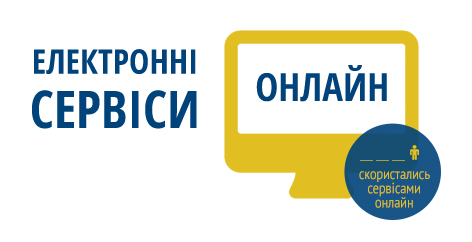 ЕЛЕКТРОННІ
СЕРВІСИ
ОНЛАЙН
_ _ _
скористались
сервісами
онлайн